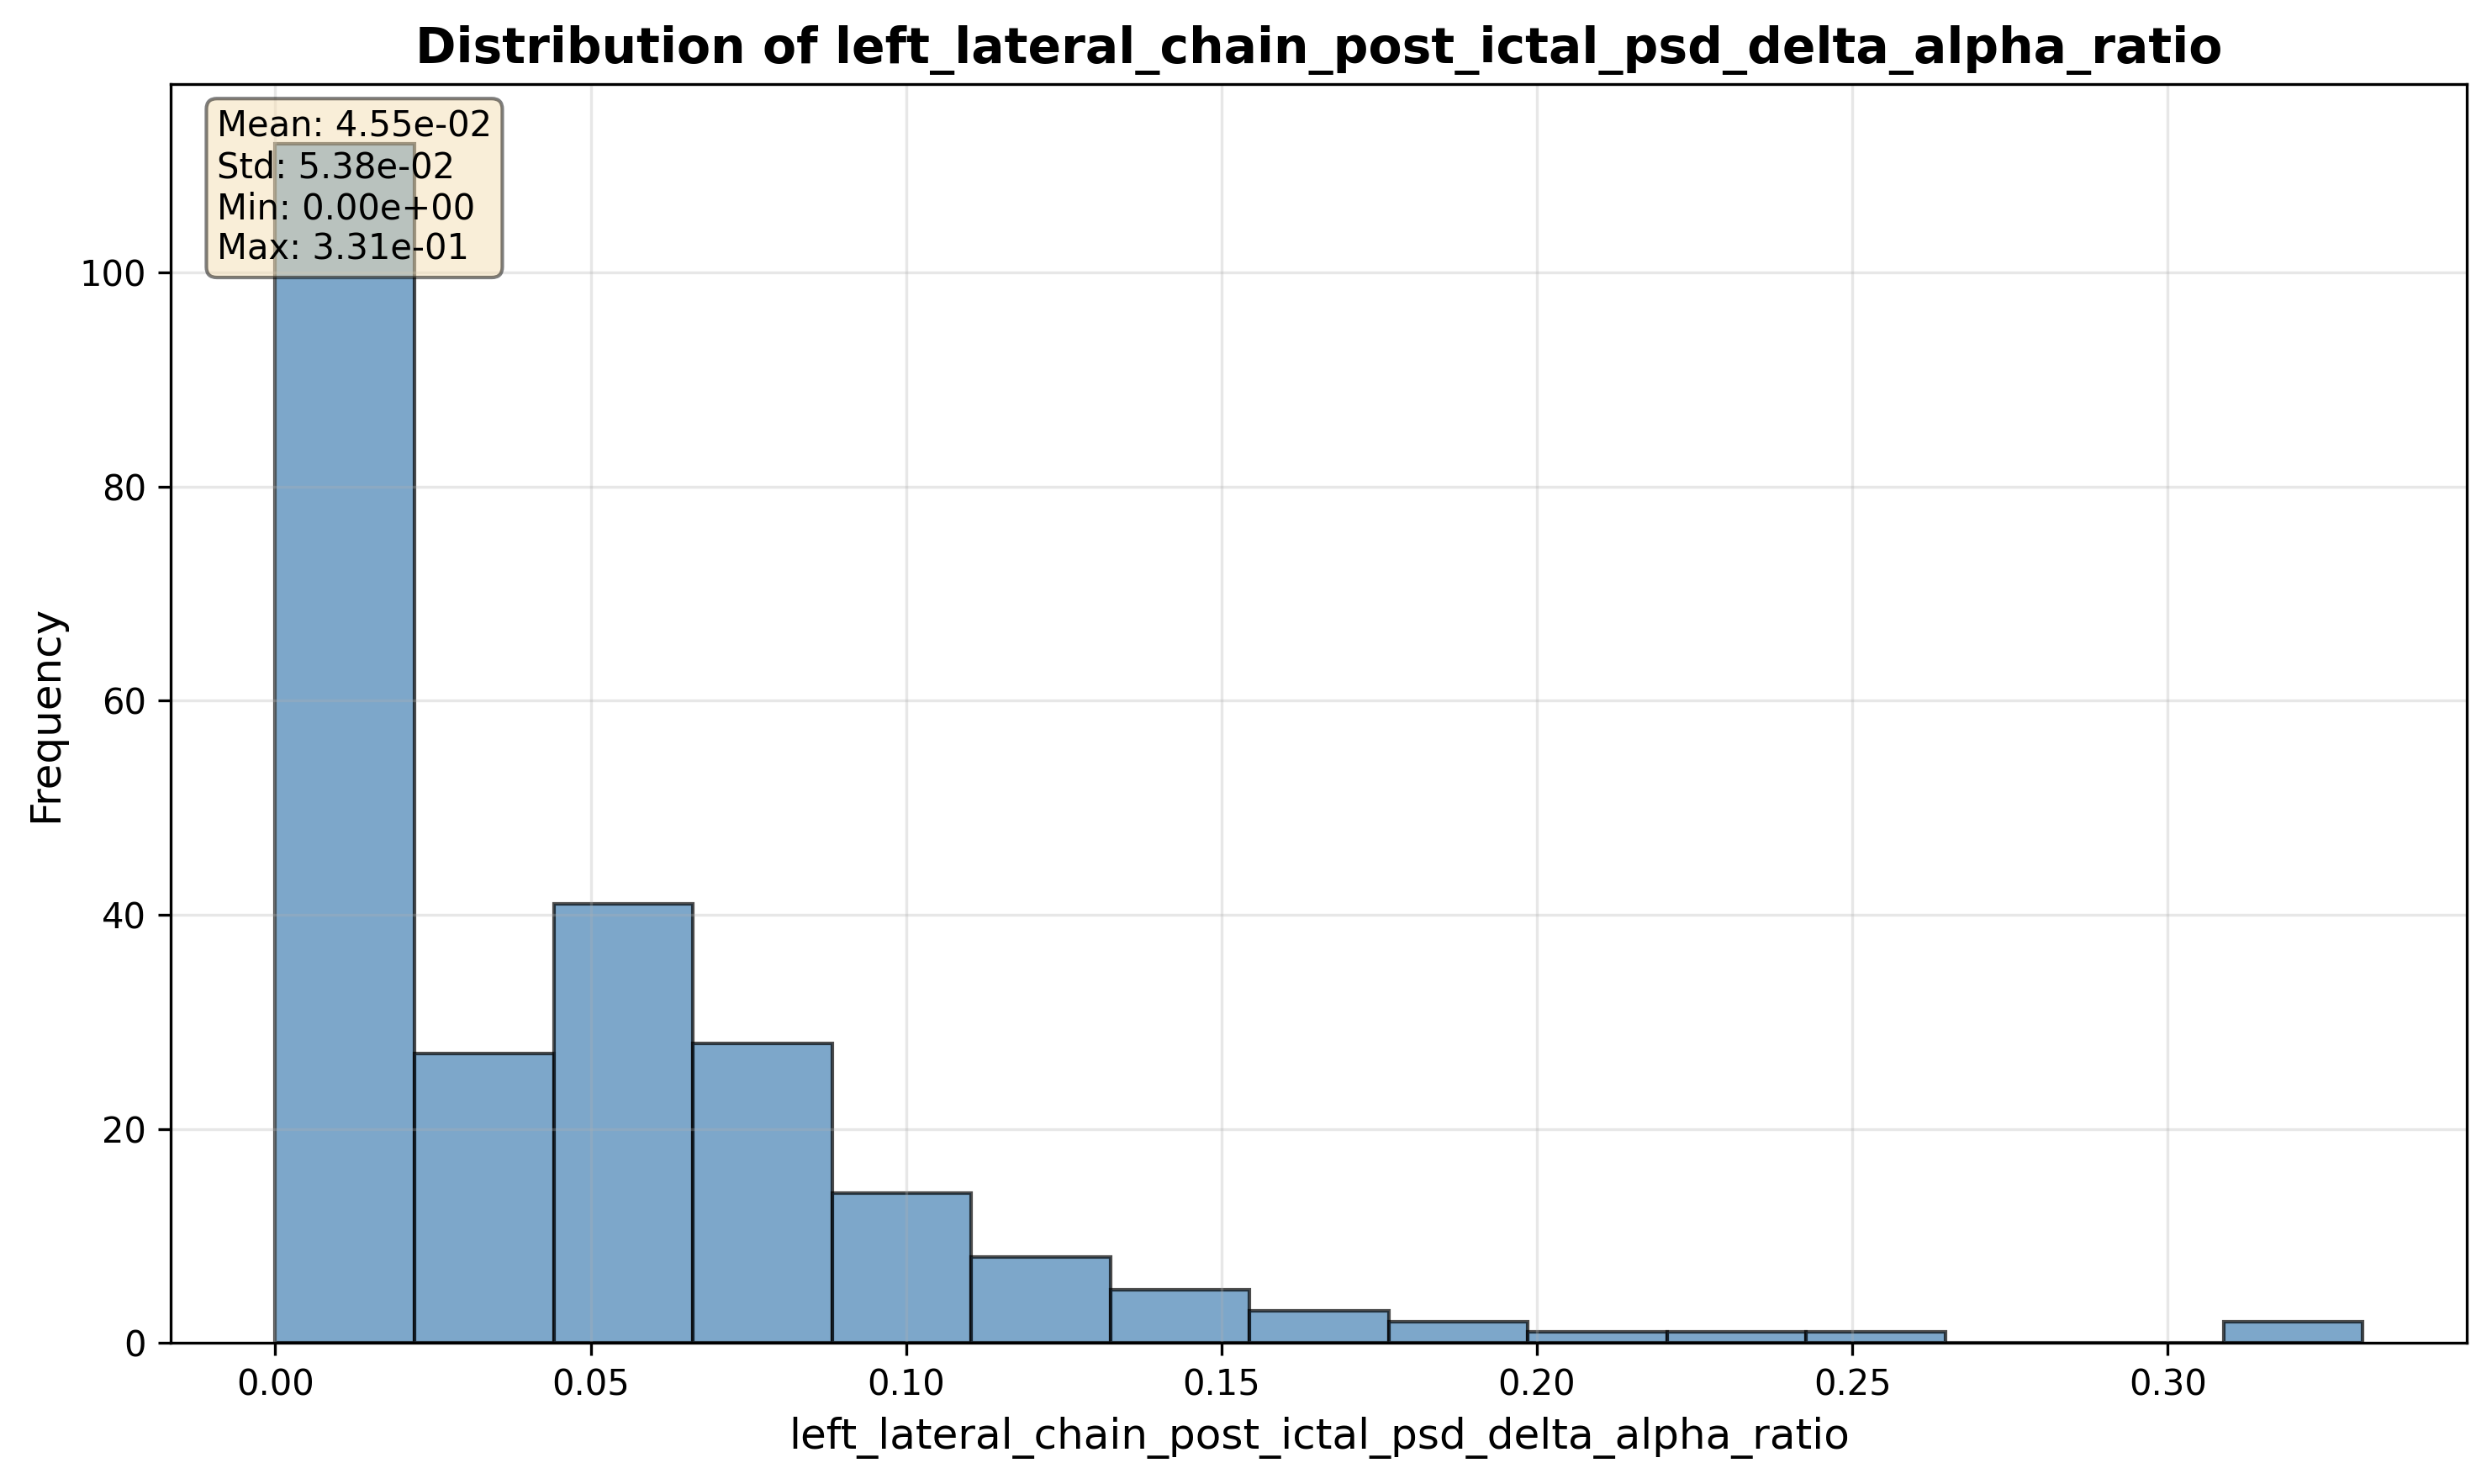 Distribution of left_lateral_chain_post_ictal_psd_delta_alpha_ratio
Mean: 4.55e-02
Std: 5.38e-02
Min: 0.00e+00
Max: 3.31e-01
Frequency
100
80
60
40
20
0
0.00 0.05 0.10 0.15 0.20 0.25 0.30
left_lateral_chain_post_ictal_psd_delta_alpha_ratio